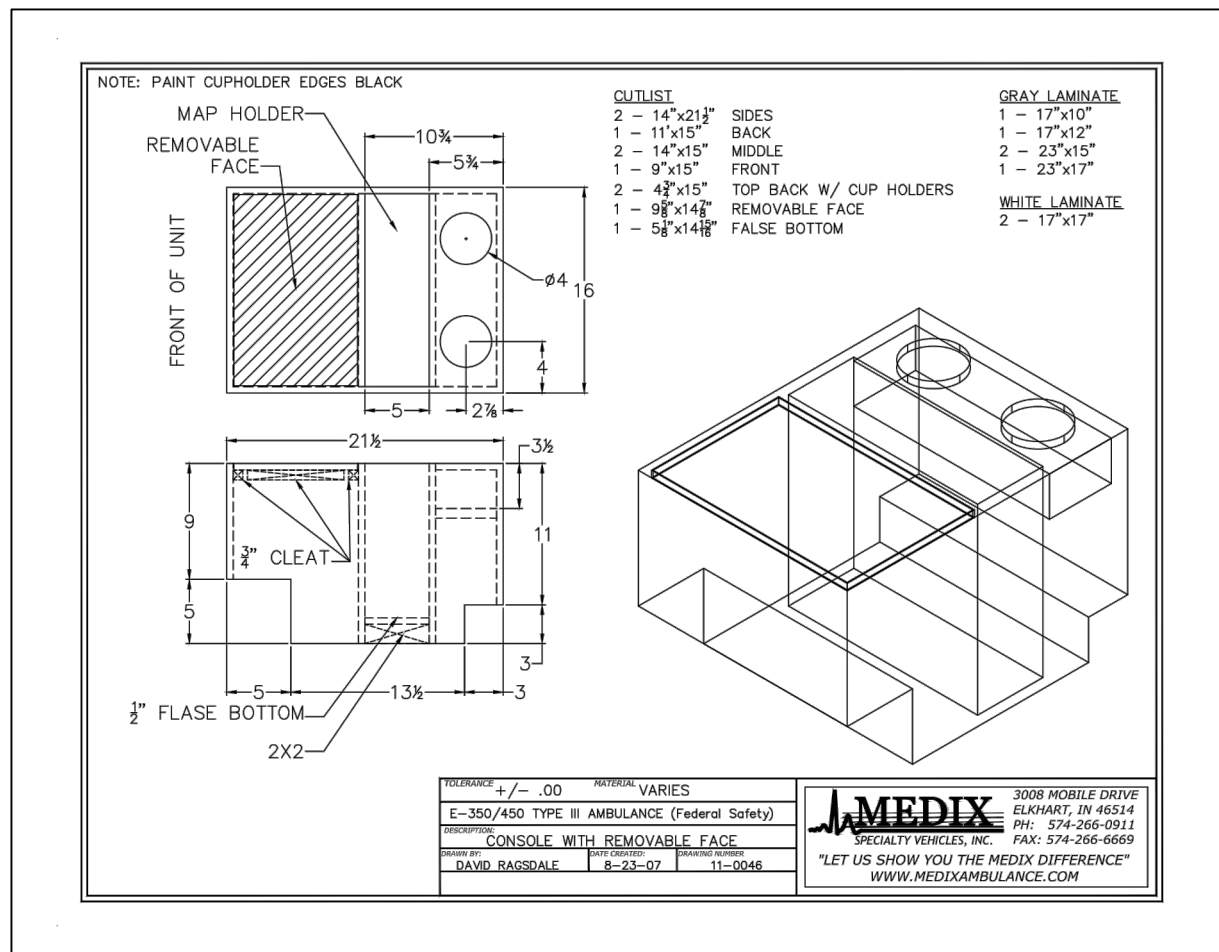 NOTE: PAINT CUPHOLDER EDGES BLACK
MAP HOLDER
REMOVABLE
FACE
FRONT OF UNIT
10¾
5¾
ø4
16
4
5
2⅞
CUTLIST
2 - 14"x21½" SIDES
1 - 11'x15" BACK
2 - 14"x15" MIDDLE
1 - 9"x15" FRONT
2 - 4¾"x15" TOP BACK W/ CUP HOLDERS
1 - 9⅝"x14⅞" REMOVABLE FACE
1 - 5⅛"x14 15/16" FALSE BOTTOM
GRAY LAMINATE
1 - 17"x10"
1 - 17"x12"
2 - 23"x15"
1 - 23"x17"
WHITE LAMINATE
2 - 17"x17"
21½
3½
9
11
¾" CLEAT
5
3
5
13½
3
½" FLASE BOTTOM
2X2
TOLERANCE +/- .00 MATERIAL VARIES
E-350/450 TYPE III AMBULANCE (Federal Safety)
DESCRIPTION:
CONSOLE WITH REMOVABLE FACE
DRAWN BY: DATE CREATED: DRAWING NUMBER
DAVID RAGSDALE 8-23-07 11-0046
MEDIX
SPECIALTY VEHICLES, INC.
3008 MOBILE DRIVE
ELKHART, IN 46514
PH: 574-266-0911
FAX: 574-266-6669
"LET US SHOW YOU THE MEDIX DIFFERENCE"
WWW.MEDIXAMBULANCE.COM